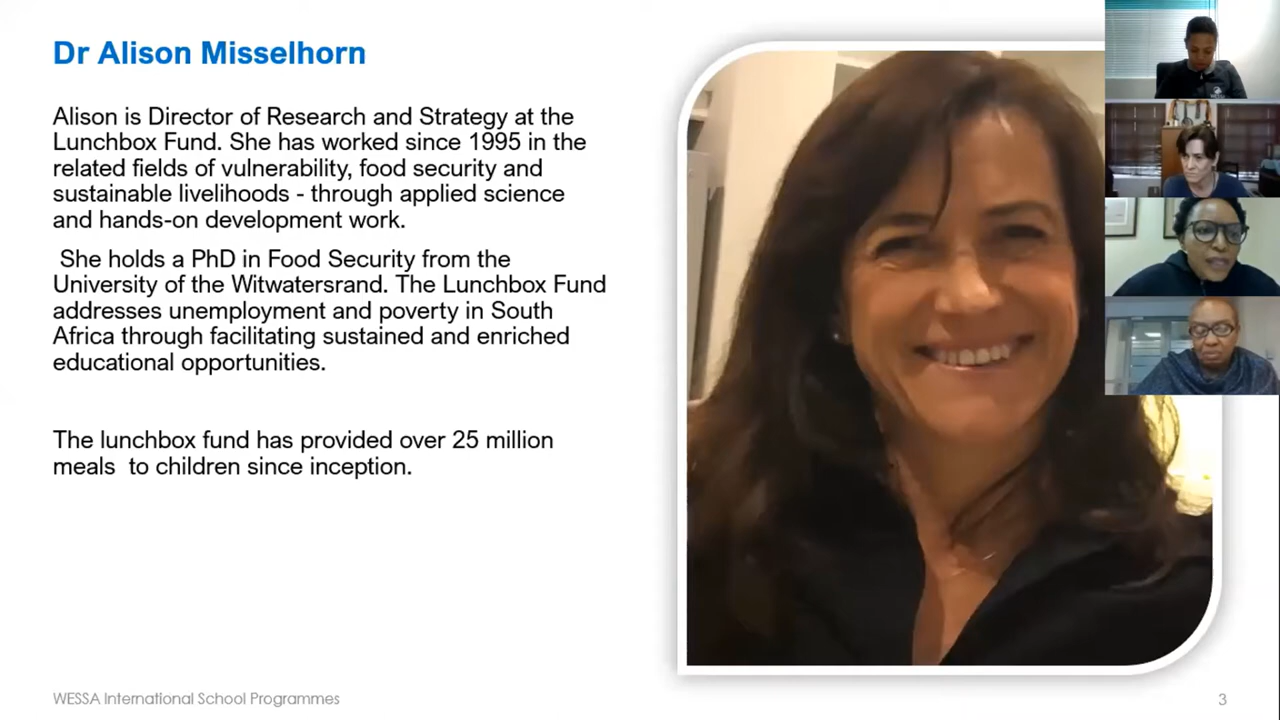 Dr Alison Misselhorn
Alison is Director of Research and Strategy at the
Lunchbox Fund. She has worked since 1995 in the
related fields of vulnerability, food security and
sustainable livelihoods - through applied science
and hands-on development work.
She holds a PhD in Food Security from the
University of the Witwatersrand. The Lunchbox Fund
addresses unemployment and poverty in South
Africa through facilitating sustained and enriched
educational opportunities.
The lunchbox fund has provided over 25 million
meals  to children since inception.
WESSA International School Programmes
3
WESSA